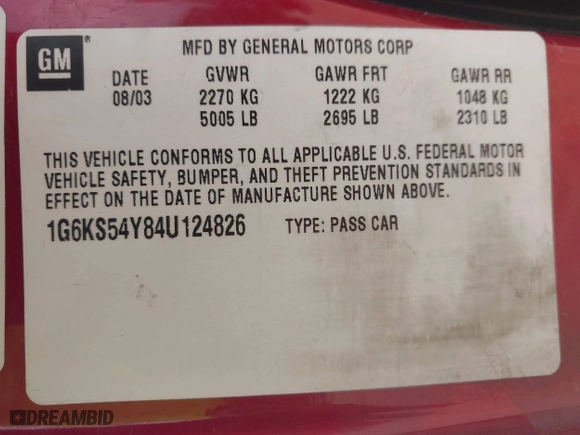 GM ®
MFD BY GENERAL MOTORS CORP
DATE GVWR GAWR FRT GAWR RR
08/03 2270 KG 1222 KG 1048 KG
5005 LB 2695 LB 2310 LB
THIS VEHICLE CONFORMS TO ALL APPLICABLE U.S. FEDERAL MOTOR
VEHICLE SAFETY, BUMPER, AND THEFT PREVENTION STANDARDS IN
EFFECT ON THE DATE OF MANUFACTURE SHOWN ABOVE.
1G6KS54Y84U124826 TYPE: PASS CAR
DREAMBID